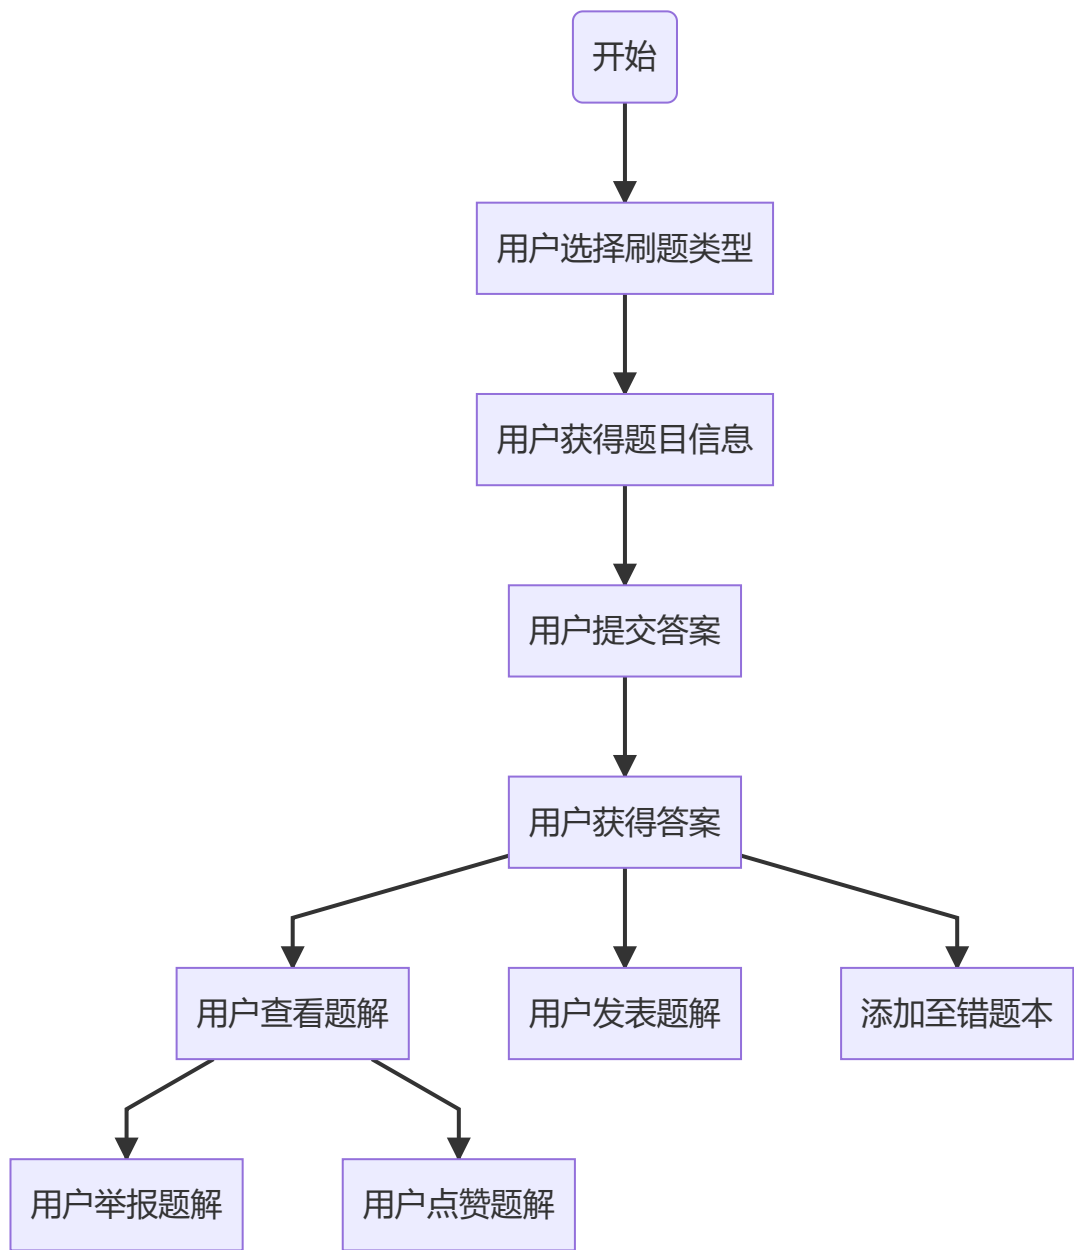 开始
用户选择刷题类型
用户获得题目信息
用户提交答案
用户获得答案
用户查看题解
用户发表题解
添加至错题本
用户举报题解
用户点赞题解